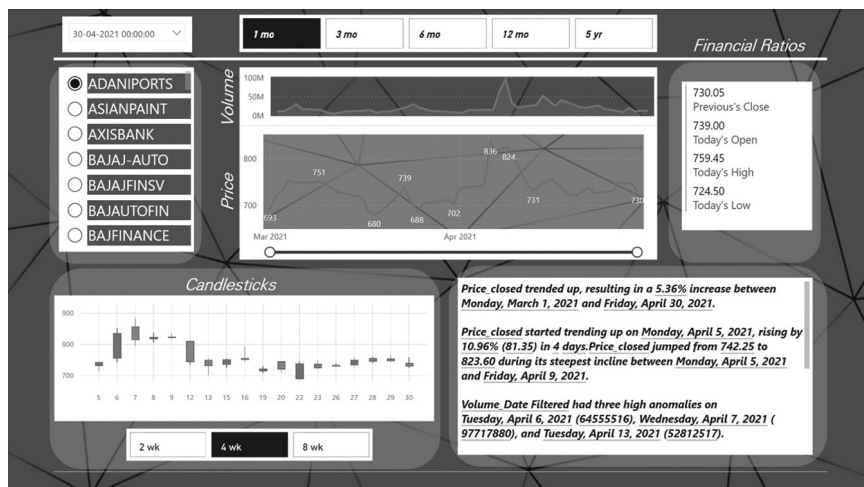 30-04-2021 00:00:00
1 mo
3 mo
6 mo
12 mo
5 yr
Financial Ratios
ADANIPORTS
ASIANPAINT
AXISBANK
BAJAJ-AUTO
BAJAJFINSV
BAJAUTOFIN
BAJFINANCE
Volume
100M
50M
0M
Price
800
700
693
751
680
739
688
702
836
824
731
730
Mar 2021
Apr 2021
730.05
Previous's Close
739.00
Today's Open
759.45
Today's High
724.50
Today's Low
Candlesticks
900
800
700
5 6 7 8 9 12 13 15 16 19 20 22 23 26 27 28 29 30
2 wk
4 wk
8 wk
Price_closed trended up, resulting in a 5.36% increase between
Monday, March 1, 2021 and Friday, April 30, 2021.
Price_closed started trending up on Monday, April 5, 2021, rising by
10.96% (81.35) in 4 days.Price_closed jumped from 742.25 to
823.60 during its steepest incline between Monday, April 5, 2021
and Friday, April 9, 2021.
Volume_Date Filtered had three high anomalies on
Tuesday, April 6, 2021 (64555516), Wednesday, April 7, 2021 (
97717880), and Tuesday, April 13, 2021 (52812517).